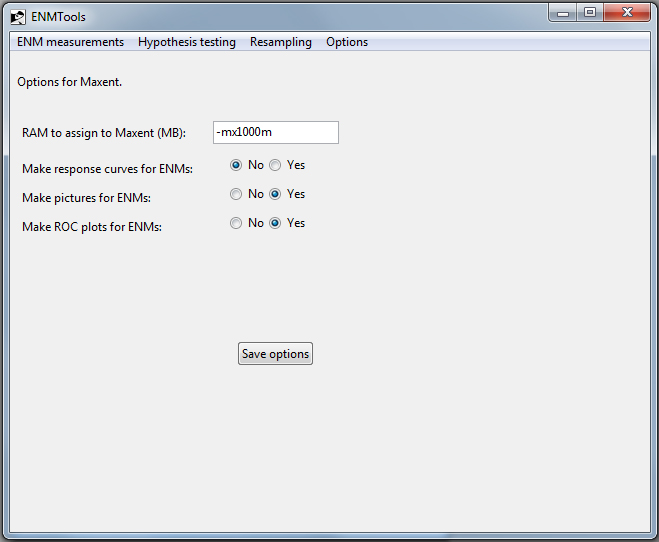 ENMTools
ENM measurements Hypothesis testing Resampling Options
Options for Maxent.
RAM to assign to Maxent (MB): -mx1000m
Make response curves for ENMs: No Yes
Make pictures for ENMs: No Yes
Make ROC plots for ENMs: No Yes
Save options